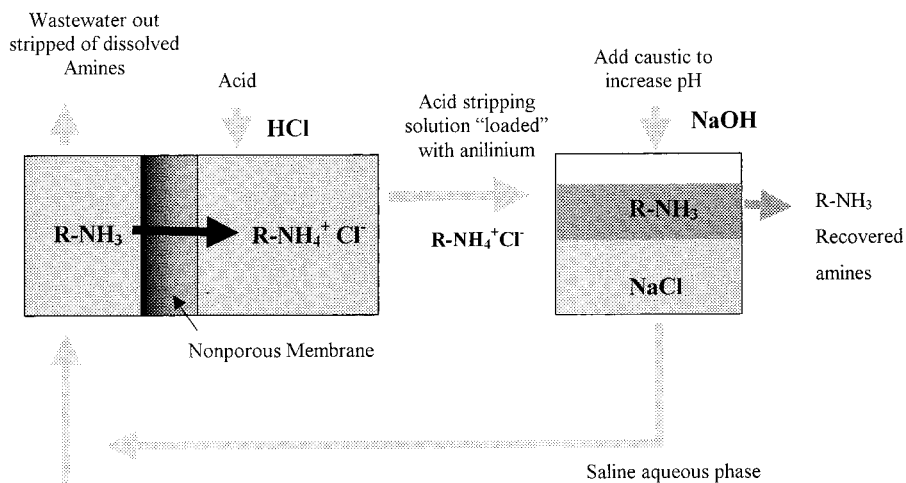 Wastewater out
stripped of dissolved
Amines
Acid
HCl
Acid stripping
solution "loaded"
with anilinium
Add caustic to
increase pH
NaOH
R-NH₃
R-NH₄⁺ Cl⁻
R-NH₄⁺Cl⁻
R-NH₃
NaCl
R-NH₃
Recovered
amines
Nonporous Membrane
Saline aqueous phase